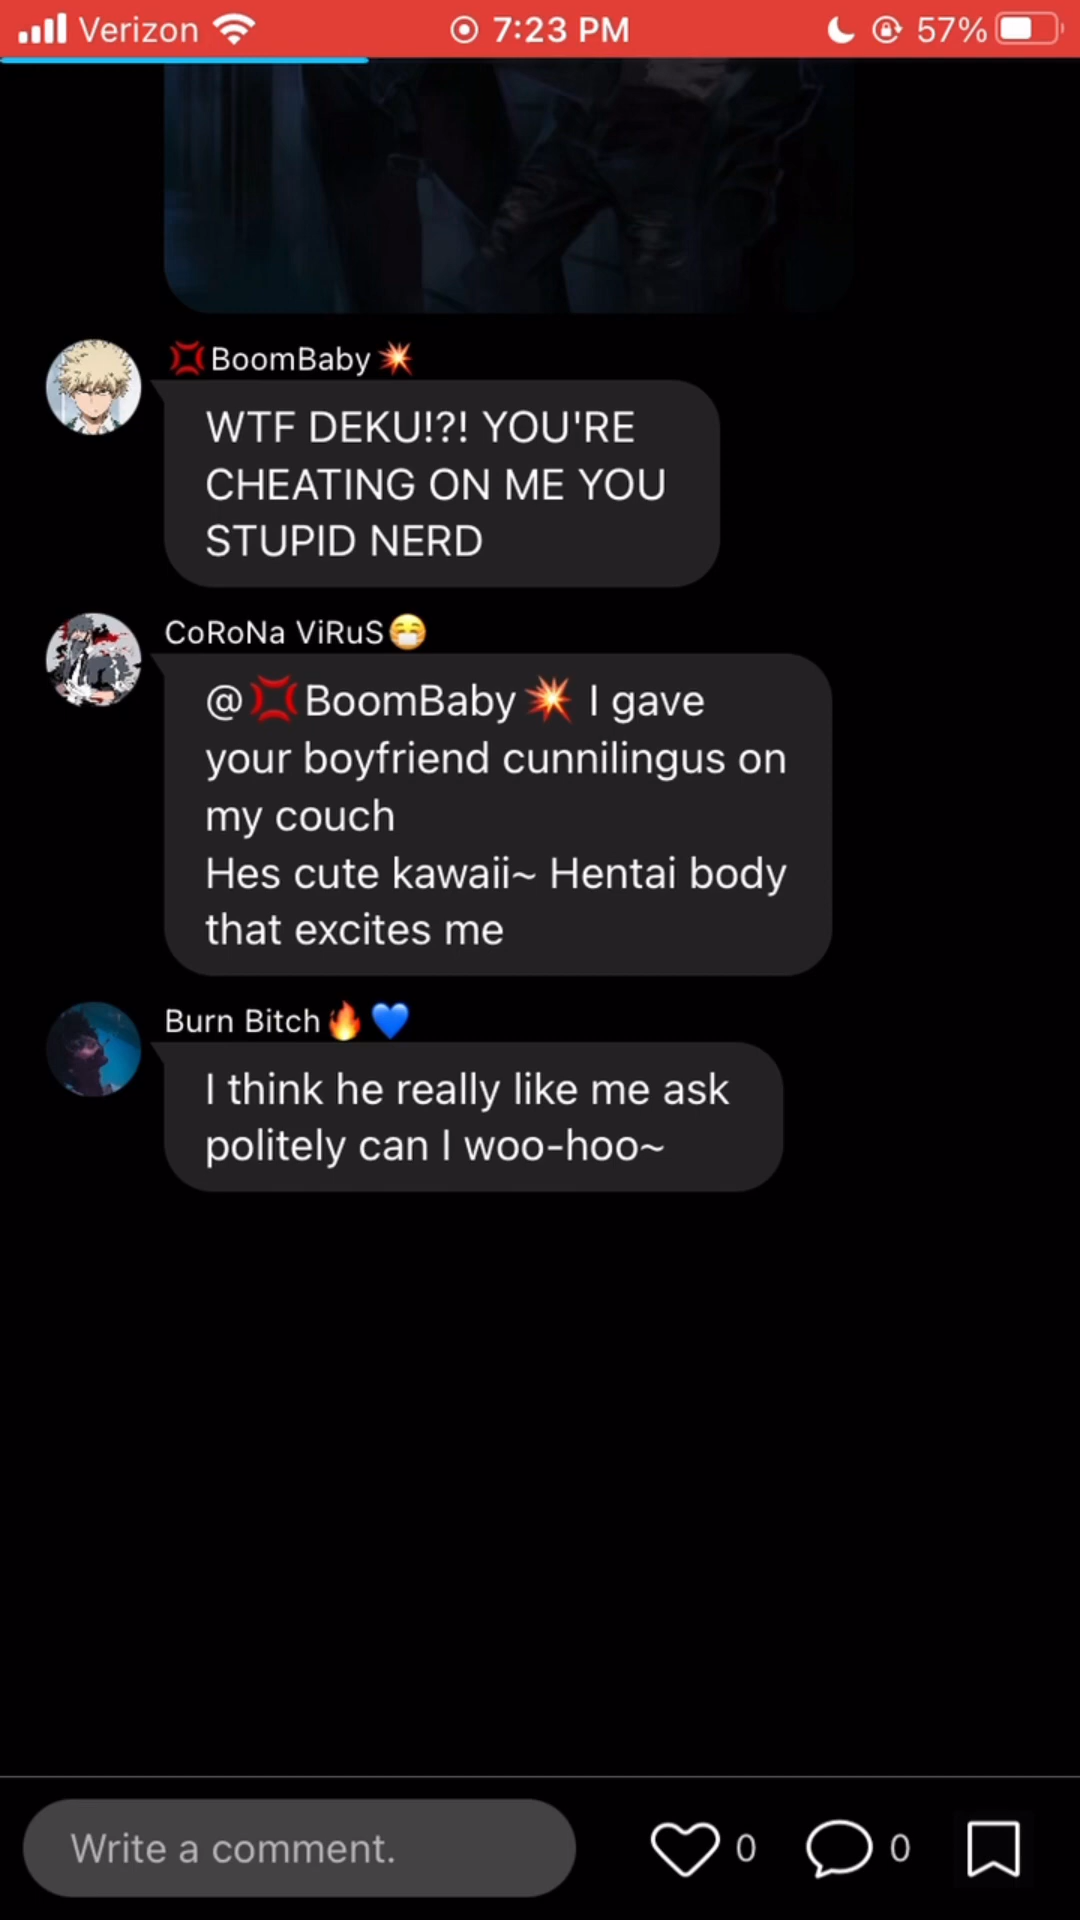 Verizon 7:23 PM 57%
💢BoomBaby💥
WTF DEKU!?! YOU'RE
CHEATING ON ME YOU
STUPID NERD
CoRoNa ViRuS😷
@💢BoomBaby💥 I gave
your boyfriend cunnilingus on
my couch
Hes cute kawaii~ Hentai body
that excites me
Burn Bitch🔥💙
I think he really like me ask
politely can I woo-hoo~
Write a comment. 0 0